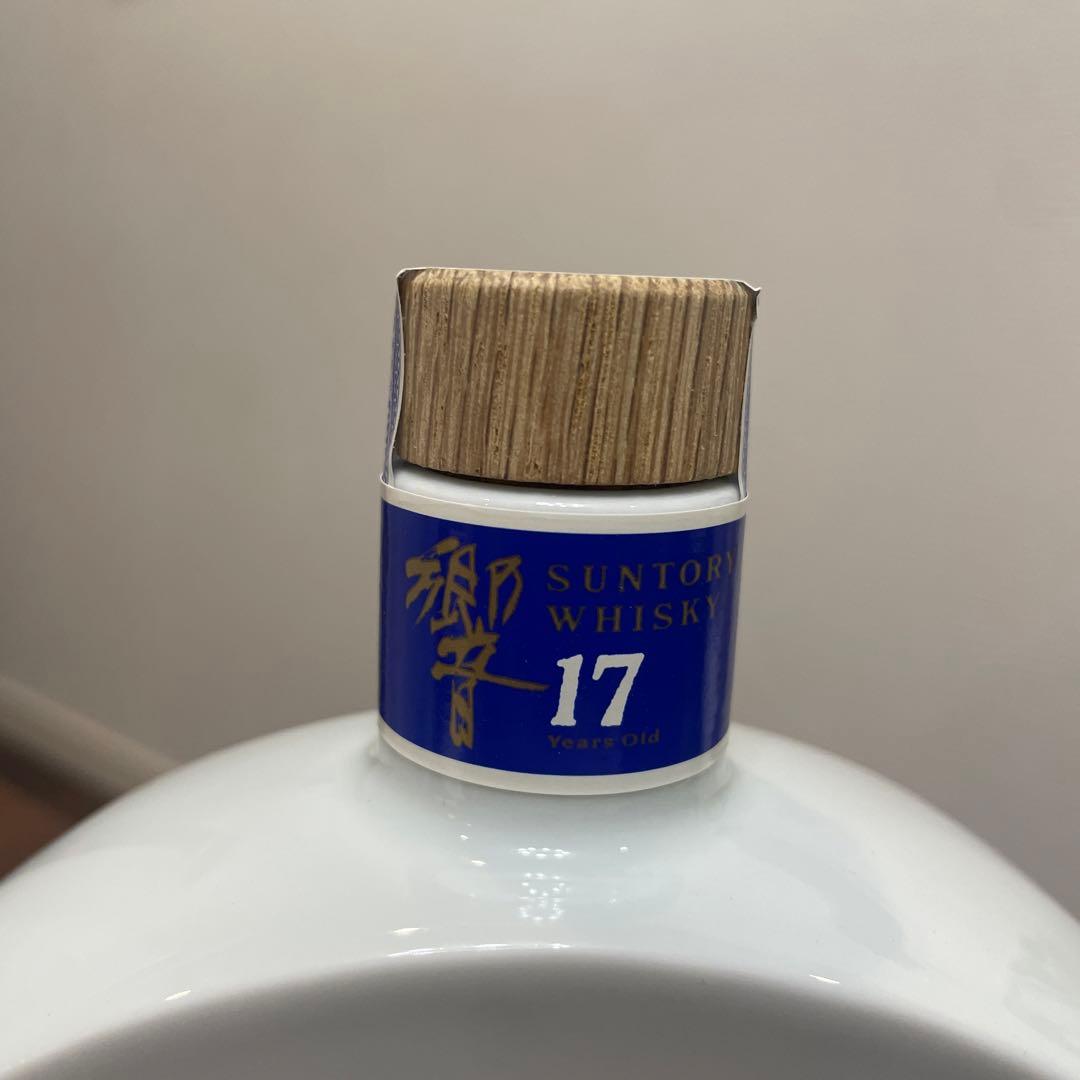 響
SUNTORY
WHISKY
17
Years Old